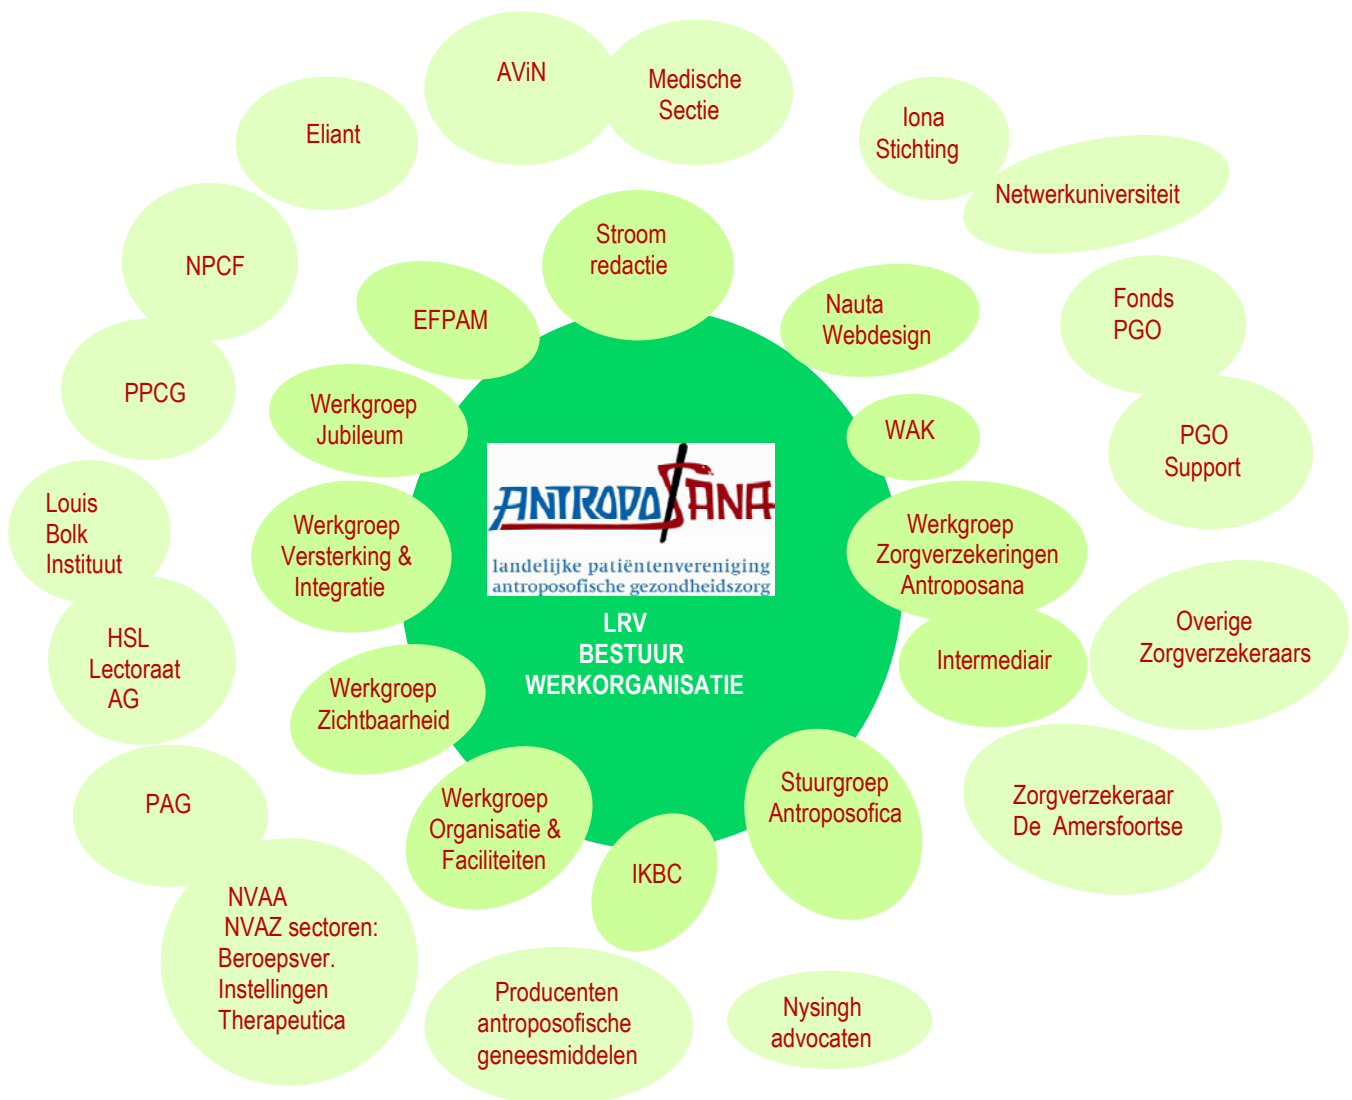 AViN
Medische
Sectie
Iona
Stichting
Eliant
Netwerkuniversiteit
Stroom
redactie
NPCF
EFPAM
Nauta
Webdesign
Fonds
PGO
PPCG
Werkgroep
Jubileum
WAK
PGO
Support
Louis
Bolk
Instituut
Werkgroep
Versterking &
Integratie
ANTROPOSANA
landelijke patiëntenvereniging
antroposofische gezondheidszorg
Werkgroep
Zorgverzekeringen
Antroposana
LRV
BESTUUR
WERKORGANISATIE
HSL
Lectoraat
AG
Werkgroep
Zichtbaarheid
Intermediair
Overige
Zorgverzekeraars
PAG
Werkgroep
Organisatie &
Faciliteiten
IKBC
Stuurgroep
Antroposofica
Zorgverzekeraar
De Amersfoortse
NVAA
NVAZ sectoren:
Beroepsver.
Instellingen
Therapeutica
Producenten
antroposofische
geneesmiddelen
Nysingh
advocaten